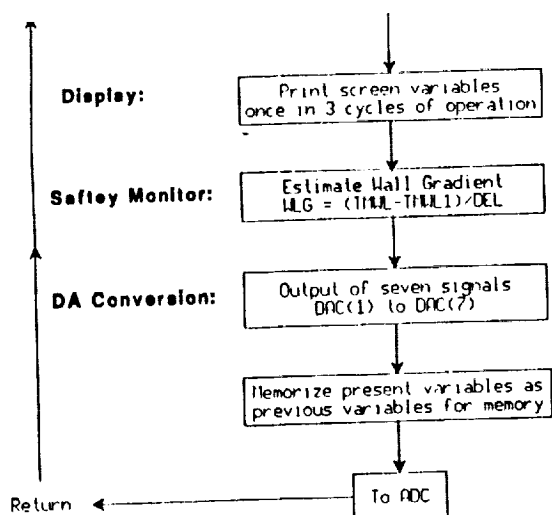 Display:
Print screen variables
once in 3 cycles of operation
Saftey Monitor:
Estimate Wall Gradient
WLG = (TMWL-TMWL1)/DEL
DA Conversion:
Output of seven signals
DAC(1) to DAC(7)
Memorize present variables as
previous variables for memory
To ADC
Return